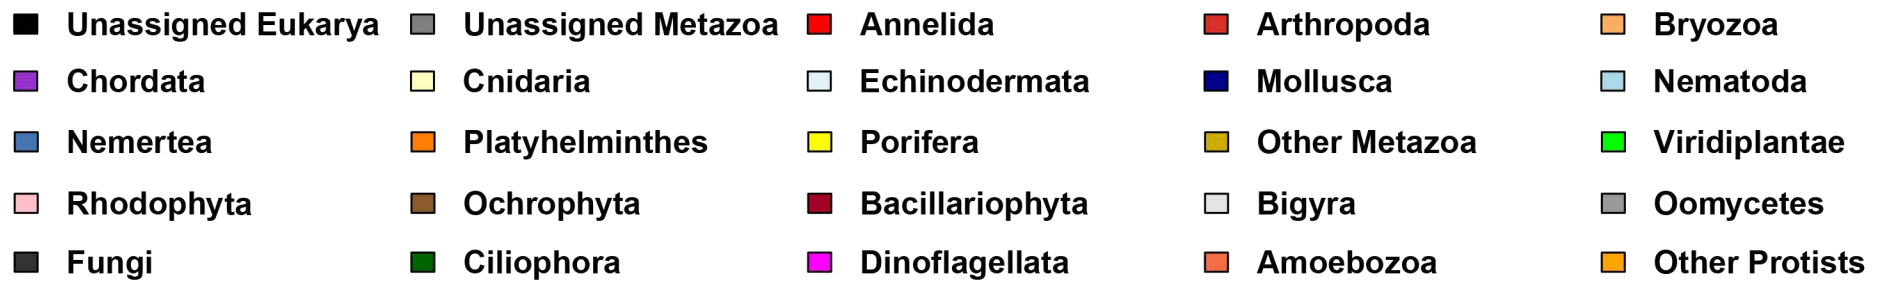 Unassigned Eukarya Unassigned Metazoa Annelida Arthropoda Bryozoa
Chordata Cnidaria Echinodermata Mollusca Nematoda
Nemertea Platyhelminthes Porifera Other Metazoa Viridiplantae
Rhodophyta Ochrophyta Bacillariophyta Bigyra Oomycetes
Fungi Ciliophora Dinoflagellata Amoebozoa Other Protists